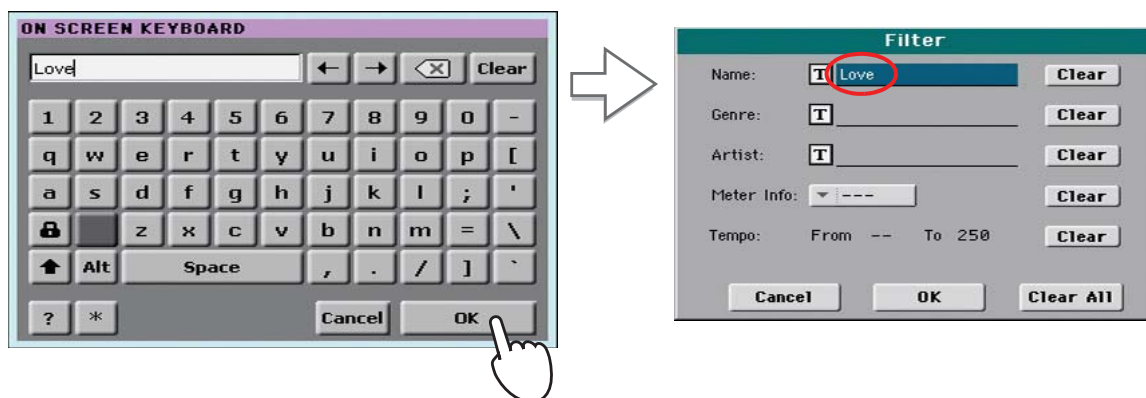 ON SCREEN KEYBOARD
Love
← → ⌫ Clear
1 2 3 4 5 6 7 8 9 0 -
q w e r t y u i o p [
a s d f g h j k l ; '
z x c v b n m = \
Alt Space , . / ] `
? *
Cancel OK
Filter
Name: T Love Clear
Genre: T Clear
Artist: T Clear
Meter Info: --- Clear
Tempo: From -- To 250 Clear
Cancel OK Clear All